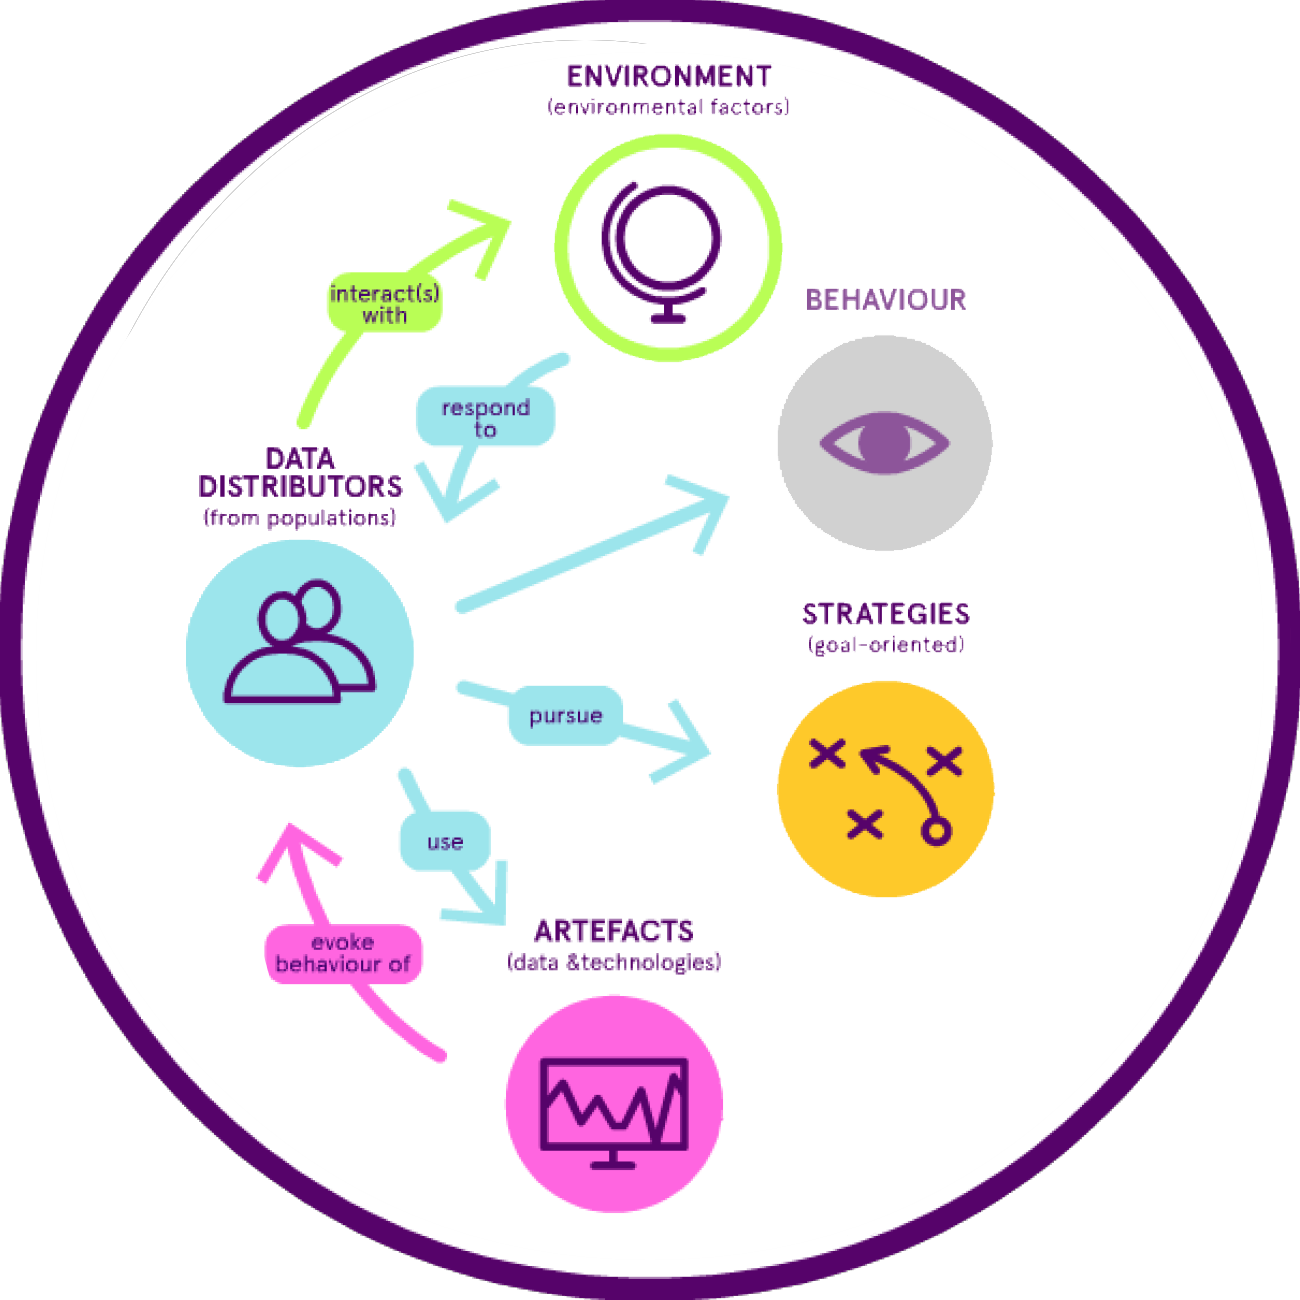 ENVIRONMENT
(environmental factors)
interact(s)
with
BEHAVIOUR
respond
to
DATA
DISTRIBUTORS
(from populations)
STRATEGIES
(goal-oriented)
pursue
use
ARTEFACTS
(data &technologies)
evoke
behaviour of